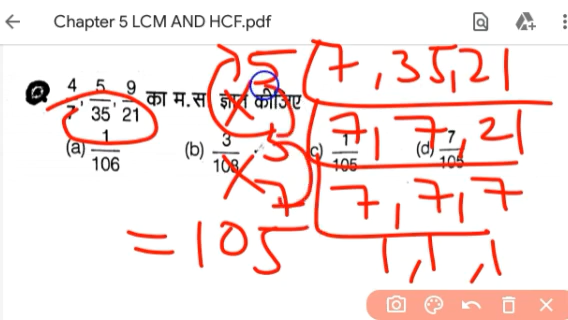 Chapter 5 LCM AND HCF.pdf
Q 4/7, 5/35, 9/21 का म.स. ज्ञात कीजिए
(a) 1/106 (b) 3/108 (c) 1/105 (d) 7/105
5 7, 35, 21
× 3 7, 7, 21
× 7 7, 7, 7
= 105 1, 1, 1